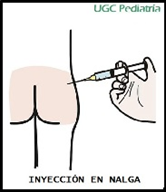 UGC Pediatría
INYECCIÓN EN NALGA